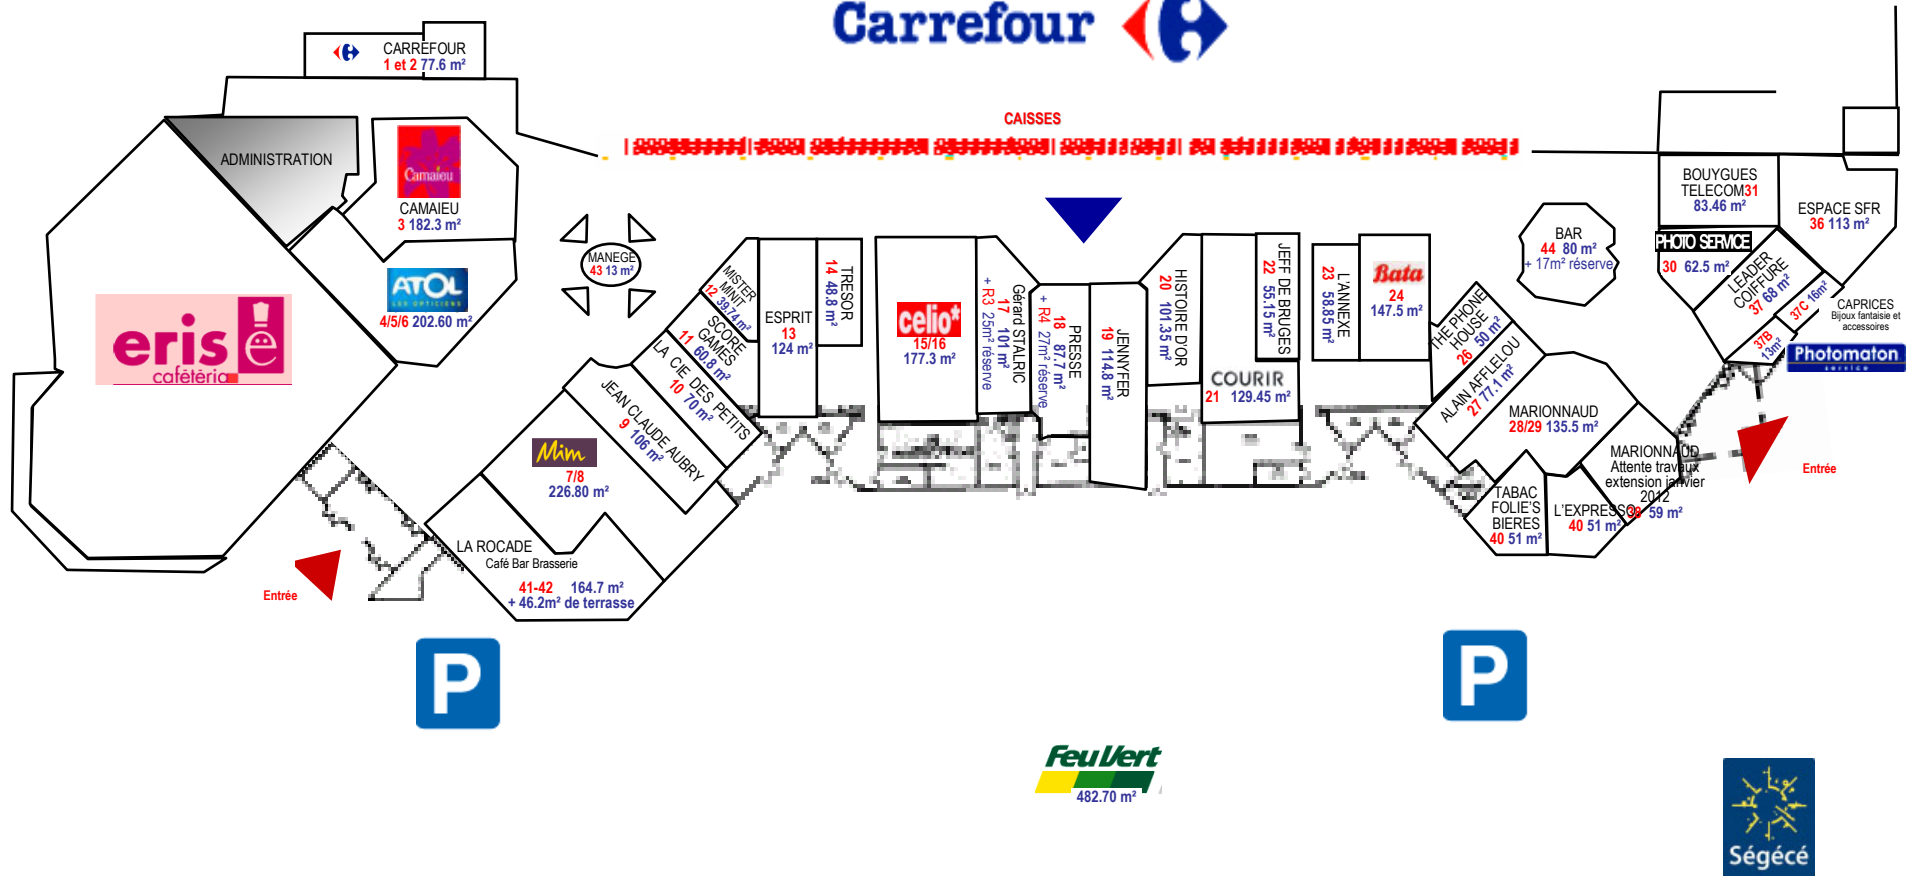 Carrefour
CARREFOUR
1 et 2 77.6 m²
CAISSES
ADMINISTRATION
Camaïeu
CAMAIEU
3 182.3 m²
ATOL
LES OPTICIENS
4/5/6 202.60 m²
eris
cafétéria
MANEGE
43 13 m²
MISTER
MINIT
12 39.74 m²
SCORE
GAMES
11 60.8 m²
LA CIE DES PETITS
10 70 m²
JEAN CLAUDE AUBRY
9 106 m²
Mim
7/8
226.80 m²
LA ROCADE
Café Bar Brasserie
41-42 164.7 m²
+ 46.2m² de terrasse
Entrée
ESPRIT
13
124 m²
TRESOR
14 48.8 m²
celio*
15/16
177.3 m²
Gérard STALRIC
17 101 m²
+ R3 25m² réserve
PRESSE
18 87.7 m²
+ R4 27m² réserve
JENNYFER
19 114.8 m²
HISTOIRE D'OR
20 101.35 m²
COURIR
21 129.45 m²
JEFF DE BRUGES
22 55.15 m²
L'ANNEXE
23 58.85 m²
Bata
24
147.5 m²
THE PHONE
HOUSE
26 50 m²
ALAIN AFFLELOU
27 77.1 m²
MARIONNAUD
28/29 135.5 m²
MARIONNAUD
Attente travaux
extension janvier
2012
38 59 m²
TABAC
FOLIE'S
BIERES
40 51 m²
L'EXPRESSO
40 51 m²
BAR
44 80 m²
+ 17m² réserve
BOUYGUES
TELECOM31
83.46 m²
PHOTO SERVICE
30 62.5 m²
ESPACE SFR
36 113 m²
LEADER
COIFFURE
37 68 m²
37C 16m²
CAPRICES
Bijoux fantaisie et
accessoires
37B
13m²
Photomaton
service
Entrée
P
P
Feu Vert
482.70 m²
Ségécé